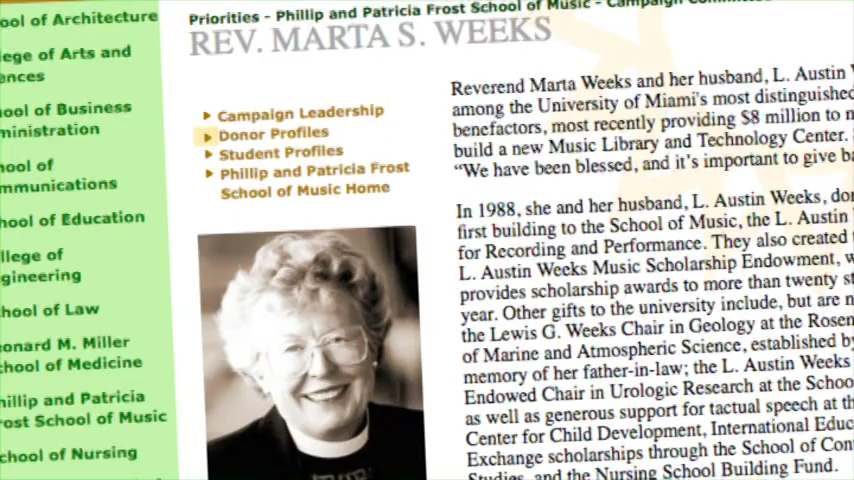 Priorities - Phillip and Patricia Frost School of Music - Campaign
REV. MARTA S. WEEKS
ool of Architecture
lege of Arts and
ences
ool of Business
ministration
ool of
mmunications
hool of Education
llege of
gineering
hool of Law
eonard M. Miller
chool of Medicine
hillip and Patricia
rost School of Music
chool of Nursing
Campaign Leadership
Donor Profiles
Student Profiles
Phillip and Patricia Frost
School of Music Home
Reverend Marta Weeks and her husband, L. Austin
among the University of Miami's most distinguished
benefactors, most recently providing $8 million to
build a new Music Library and Technology Center.
“We have been blessed, and it’s important to give
In 1988, she and her husband, L. Austin Weeks,
first building to the School of Music, the L. Austin
for Recording and Performance. They also created
L. Austin Weeks Music Scholarship Endowment,
provides scholarship awards to more than twenty
year. Other gifts to the university include, but are
the Lewis G. Weeks Chair in Geology at the
of Marine and Atmospheric Science, established
memory of her father-in-law; the L. Austin Weeks
Endowed Chair in Urologic Research at the
as well as generous support for tactual speech at
Center for Child Development, International
Exchange scholarships through the School of
Studies, and the Nursing School Building Fund.